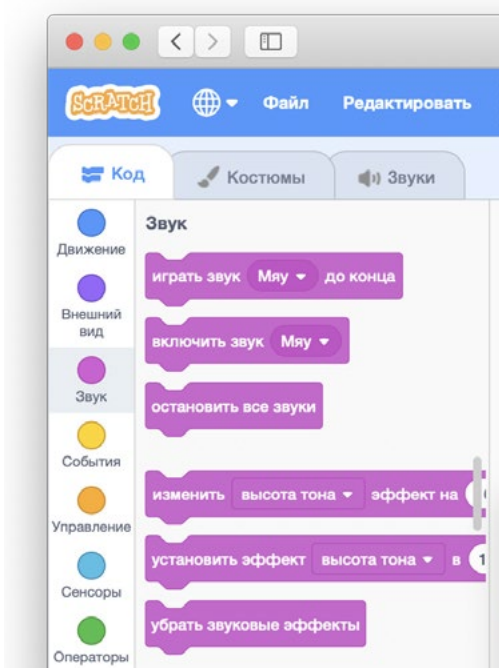 SCRATCH Файл Редактировать
Код Костюмы Звуки
Движение
Внешний
вид
Звук
События
Управление
Сенсоры
Операторы
Звук
играть звук Мяу до конца
включить звук Мяу
остановить все звуки
изменить высота тона эффект на
установить эффект высота тона в 1
убрать звуковые эффекты